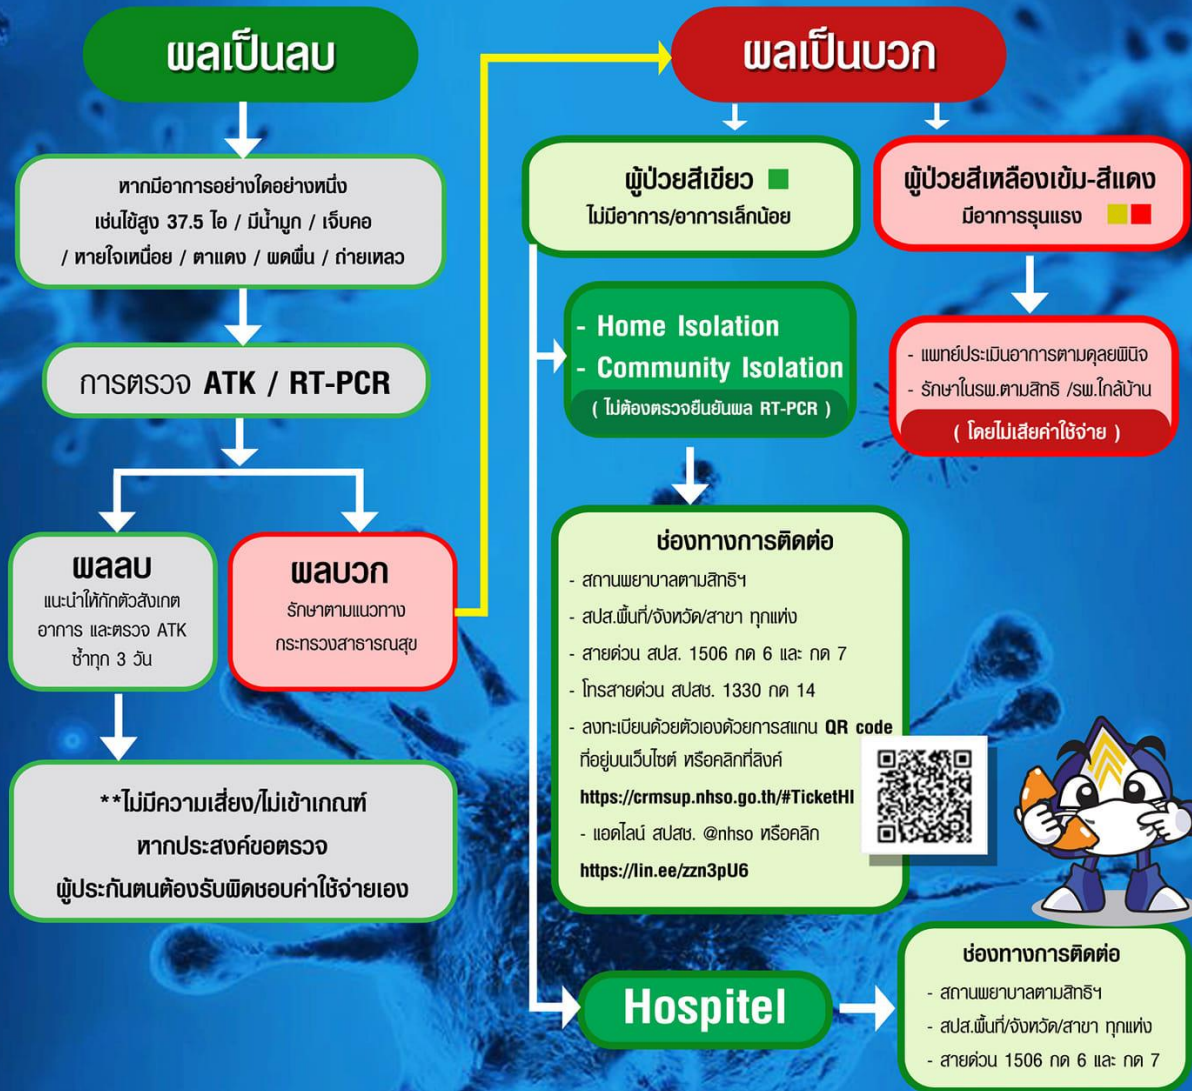 ผลเป็นลบ
หากมีอาการอย่างใดอย่างหนึ่ง
เช่นไข้สูง 37.5 ไอ / มีน้ำมูก / เจ็บคอ
/ หายใจเหนื่อย / ตาแดง / ผดผื่น / ถ่ายเหลว
การตรวจ ATK / RT-PCR
ผลลบ
แนะนำให้กักตัวสังเกต
อาการ และตรวจ ATK
ซ้ำทุก 3 วัน
ผลบวก
รักษาตามแนวทาง
กระทรวงสาธารณสุข
**ไม่มีความเสี่ยง/ไม่เข้าเกณฑ์
หากประสงค์ขอตรวจ
ผู้ประกันตนต้องรับผิดชอบค่าใช้จ่ายเอง
ผลเป็นบวก
ผู้ป่วยสีเขียว
ไม่มีอาการ/อาการเล็กน้อย
- Home Isolation
- Community Isolation
( ไม่ต้องตรวจยืนยันผล RT-PCR )
ช่องทางการติดต่อ
- สถานพยาบาลตามสิทธิฯ
- สปส.พื้นที่/จังหวัด/สาขา ทุกแห่ง
- สายด่วน สปส. 1506 กด 6 และ กด 7
- โทรสายด่วน สปสช. 1330 กด 14
- ลงทะเบียนด้วยตัวเองด้วยการสแกน QR code
ที่อยู่บนเว็บไซต์ หรือคลิกที่ลิงค์
https://crmsup.nhso.go.th/#TicketHI
- แอดไลน์ สปสช. @nhso หรือคลิก
https://lin.ee/zzn3pU6
ผู้ป่วยสีเหลืองเข้ม-สีแดง
มีอาการรุนแรง
- แพทย์ประเมินอาการตามดุลยพินิจ
- รักษาในรพ.ตามสิทธิ /รพ.ใกล้บ้าน
( โดยไม่เสียค่าใช้จ่าย )
Hospitel
ช่องทางการติดต่อ
- สถานพยาบาลตามสิทธิฯ
- สปส.พื้นที่/จังหวัด/สาขา ทุกแห่ง
- สายด่วน 1506 กด 6 และ กด 7